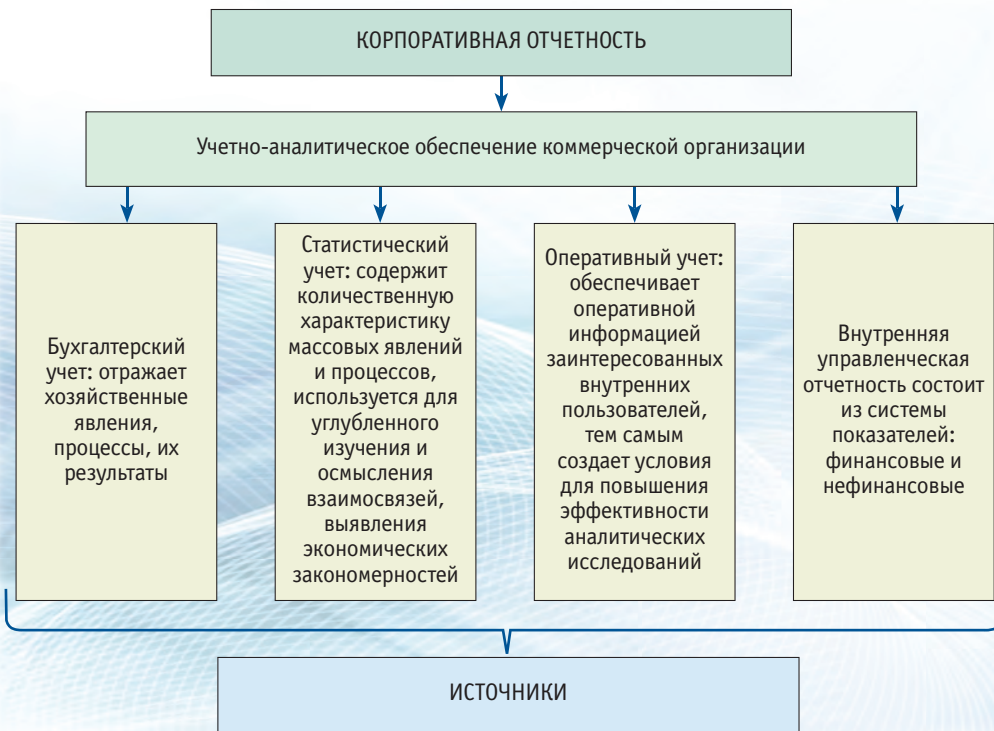 КОРПОРАТИВНАЯ ОТЧЕТНОСТЬ
Учетно-аналитическое обеспечение коммерческой организации
Бухгалтерский
учет: отражает
хозяйственные
явления,
процессы, их
результаты
Статистический
учет: содержит
количественную
характеристику
массовых явлений
и процессов,
используется для
углубленного
изучения и
осмысления
взаимосвязей,
выявления
экономических
закономерностей
Оперативный учет:
обеспечивает
оперативной
информацией
заинтересованных
внутренних
пользователей,
тем самым
создает условия
для повышения
эффективности
аналитических
исследований
Внутренняя
управленческая
отчетность состоит
из системы
показателей:
финансовые и
нефинансовые
ИСТОЧНИКИ